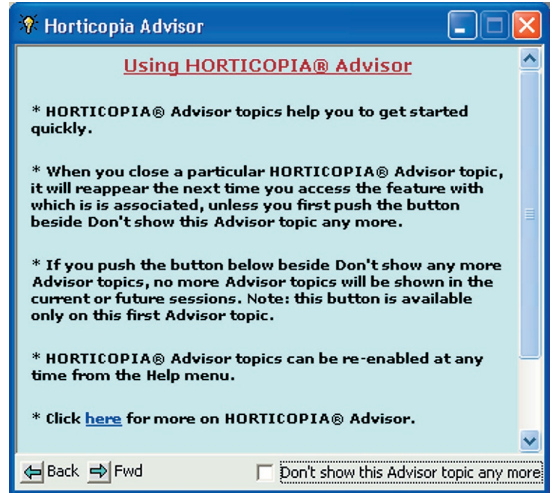 Horticopia Advisor
Using HORTICOPIA® Advisor
* HORTICOPIA® Advisor topics help you to get started
quickly.
* When you close a particular HORTICOPIA® Advisor topic,
it will reappear the next time you access the feature with
which is is associated, unless you first push the button
beside Don't show this Advisor topic any more.
* If you push the button below beside Don't show any more
Advisor topics, no more Advisor topics will be shown in the
current or future sessions. Note: this button is available
only on this first Advisor topic.
* HORTICOPIA® Advisor topics can be re-enabled at any
time from the Help menu.
* Click here for more on HORTICOPIA® Advisor.
Back Fwd Don't show this Advisor topic any more